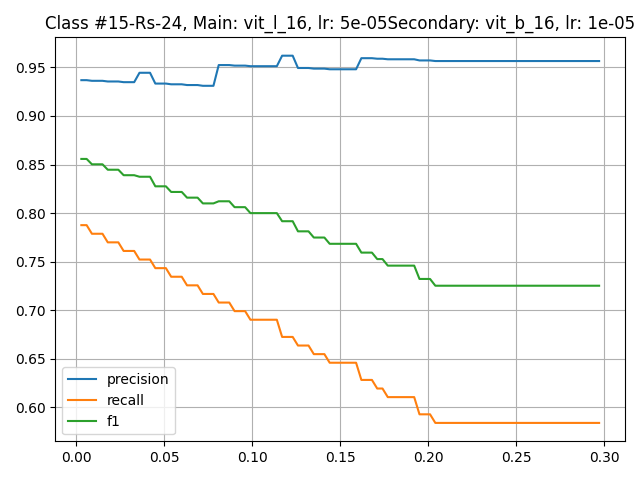 Class #15-Rs-24, Main: vit_l_16, lr: 5e-05Secondary: vit_b_16, lr: 1e-05
0.95
0.90
0.85
0.80
0.75
0.70
0.65
0.60
precision
recall
f1
0.00 0.05 0.10 0.15 0.20 0.25 0.30